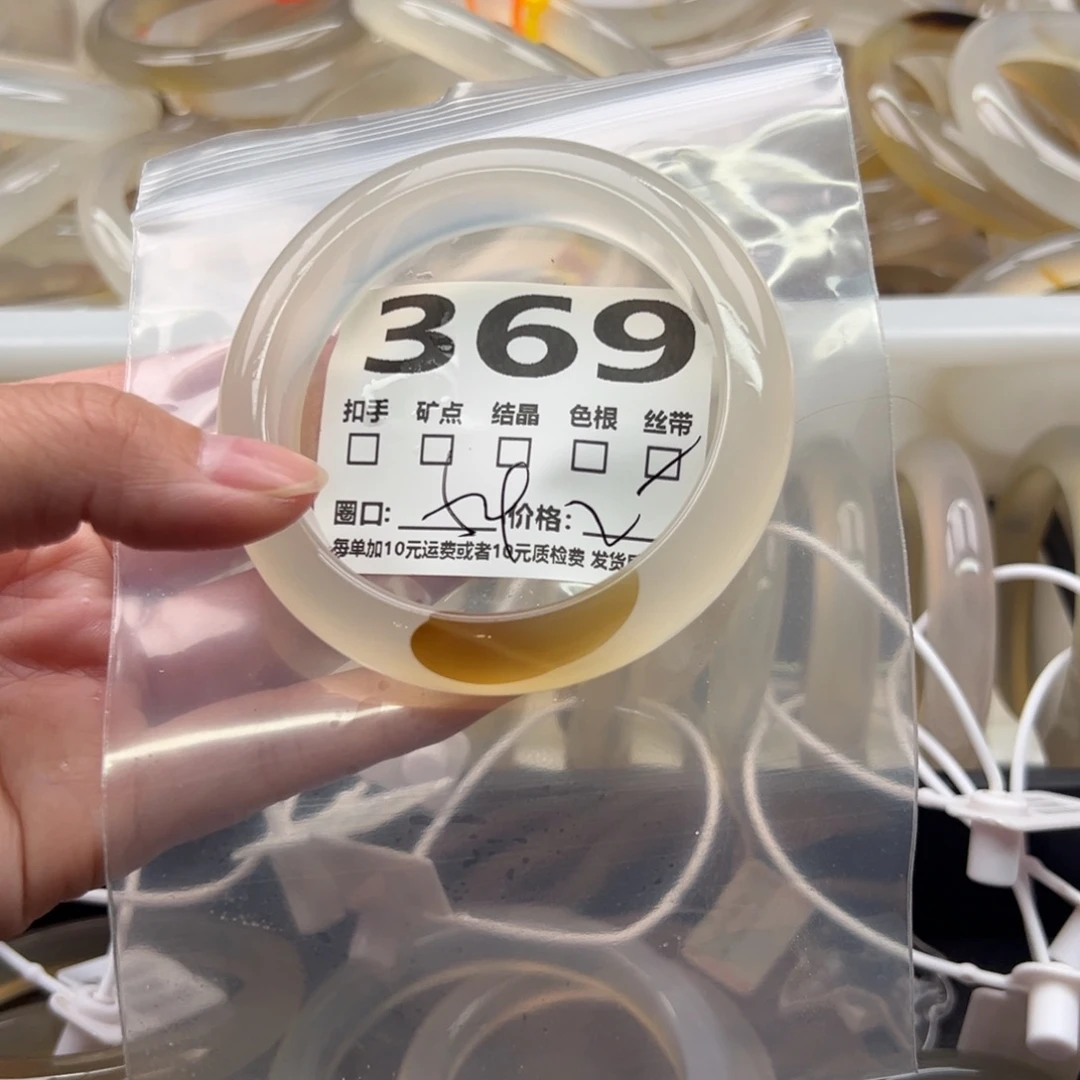 369
扣手 矿点 结晶 色根 丝带
圈口: 价格:
每单加10元运费或者10元质检费 发货